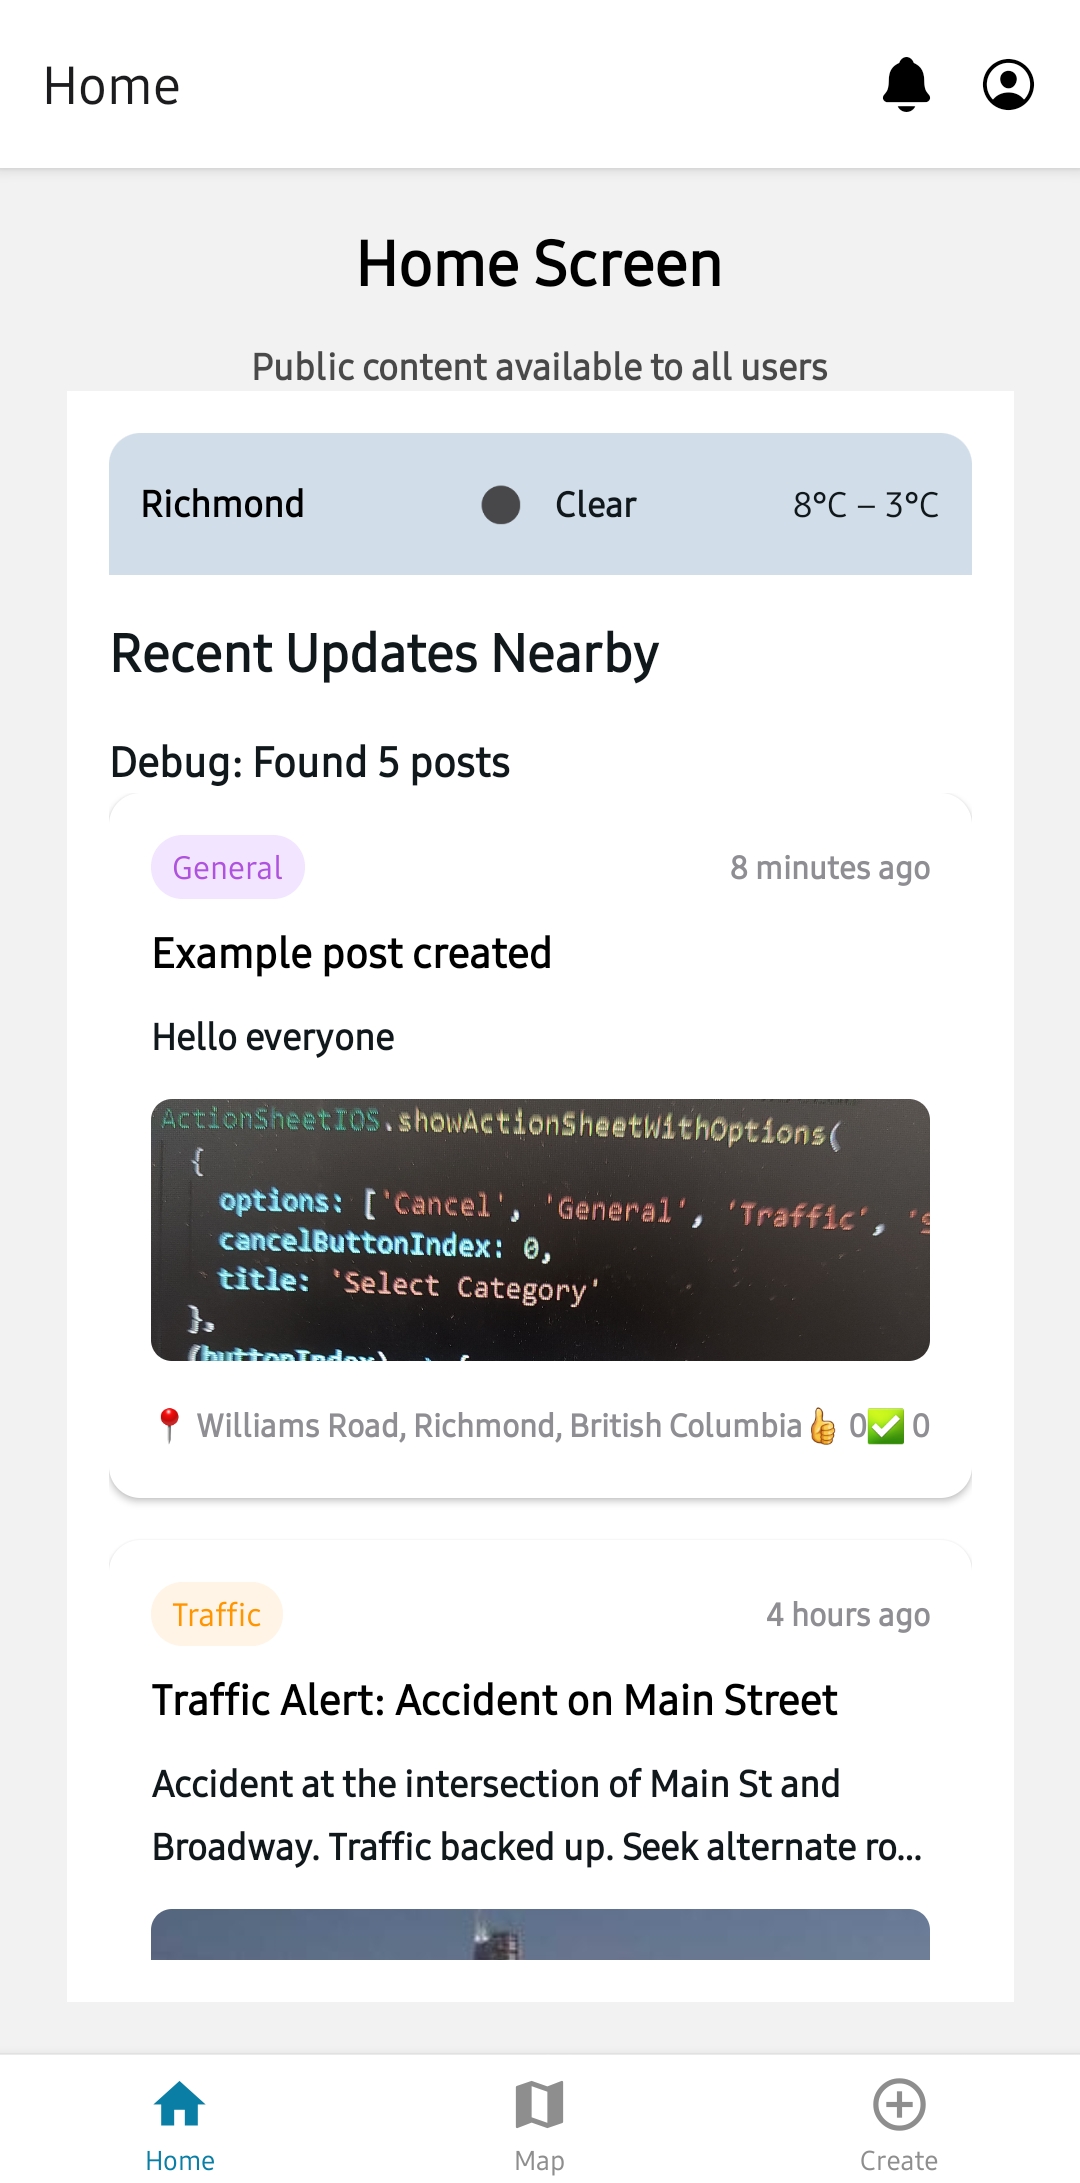 Home
Home Screen
Public content available to all users
Richmond Clear 8°C – 3°C
Recent Updates Nearby
Debug: Found 5 posts
General 8 minutes ago
Example post created
Hello everyone
ActionSheetIOS.showActionSheetWithOptions(
{
options: ['Cancel', 'General', 'Traffic', 's
cancelButtonIndex: 0,
title: 'Select Category'
},
(buttonIndex) => {
📍 Williams Road, Richmond, British Columbia 👍 0 ✅ 0
Traffic 4 hours ago
Traffic Alert: Accident on Main Street
Accident at the intersection of Main St and
Broadway. Traffic backed up. Seek alternate ro...
Home Map Create